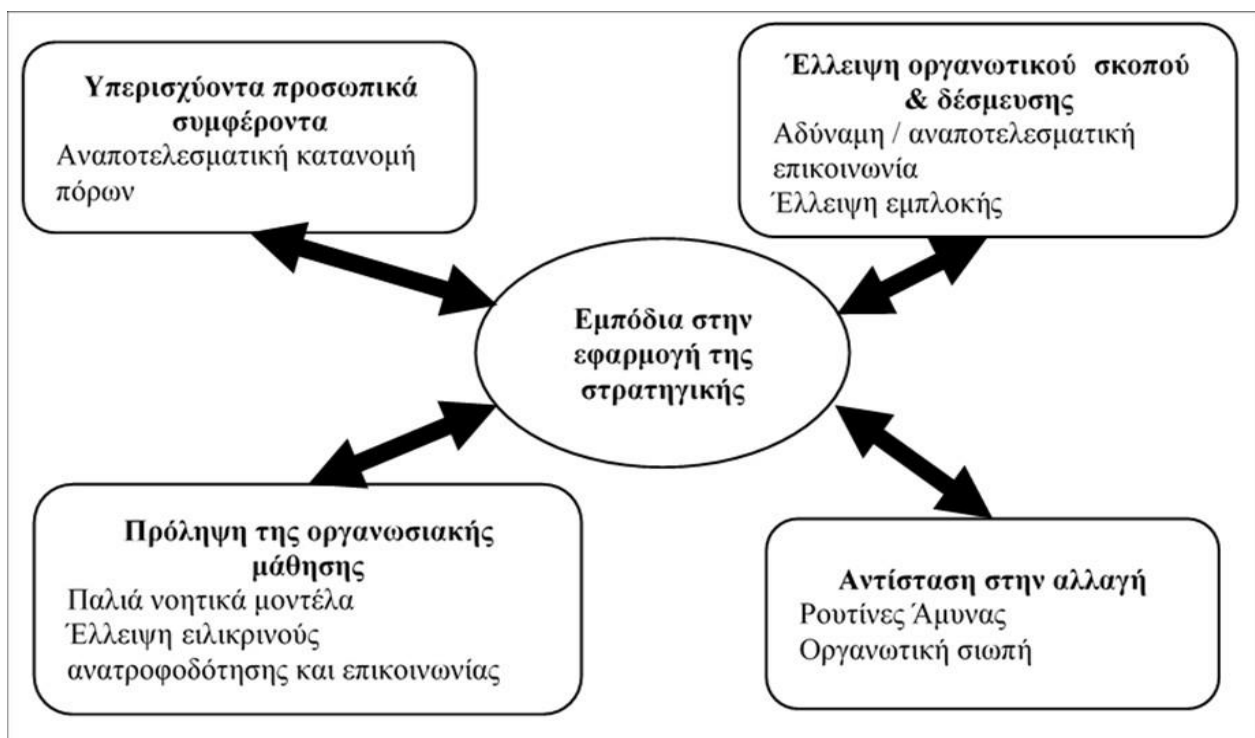 Υπερισχύοντα προσωπικά
συμφέροντα
Αναποτελεσματική κατανομή
πόρων
Έλλειψη οργανωτικού σκοπού
& δέσμευσης
Αδύναμη / αναποτελεσματική
επικοινωνία
Έλλειψη εμπλοκής
Εμπόδια στην
εφαρμογή της
στρατηγικής
Πρόληψη της οργανωσιακής
μάθησης
Παλιά νοητικά μοντέλα
Έλλειψη ειλικρινούς
ανατροφοδότησης και επικοινωνίας
Αντίσταση στην αλλαγή
Ρουτίνες Άμυνας
Οργανωτική σιωπή